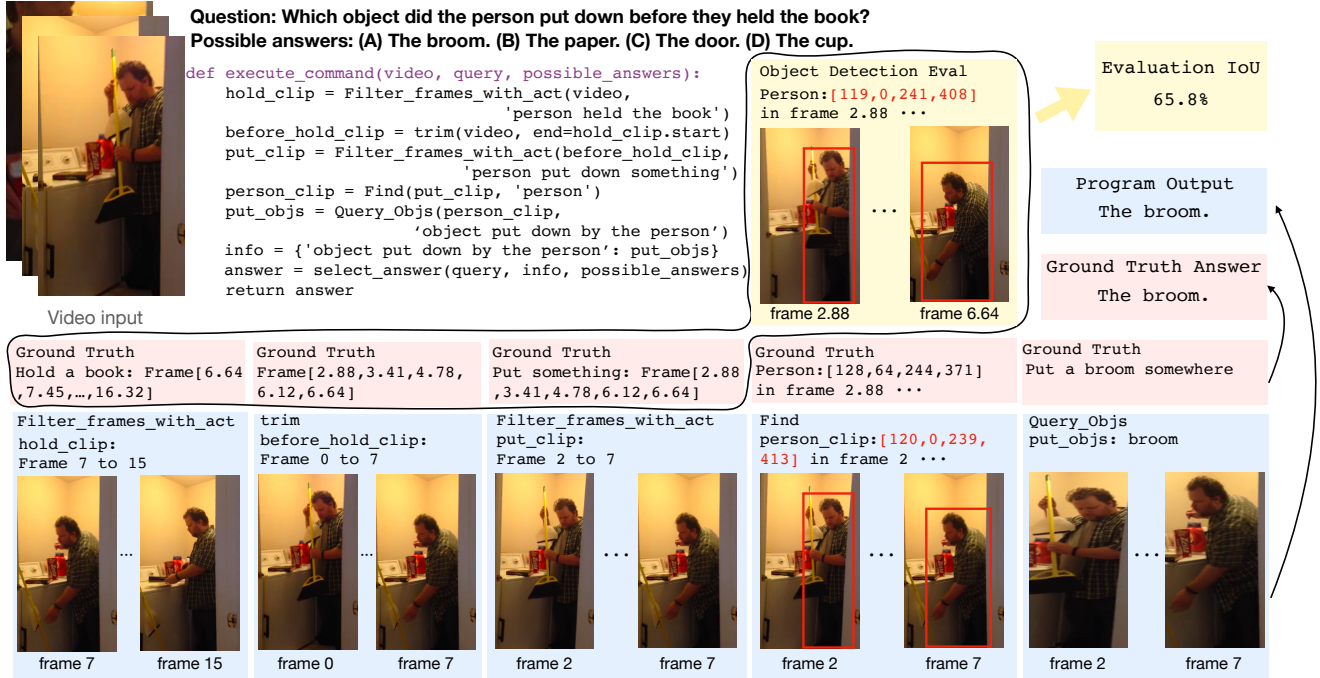 Question: Which object did the person put down before they held the book?
Possible answers: (A) The broom. (B) The paper. (C) The door. (D) The cup.
def execute_command(video, query, possible_answers):
hold_clip = Filter_frames_with_act(video,
'person held the book')
before_hold_clip = trim(video, end=hold_clip.start)
put_clip = Filter_frames_with_act(before_hold_clip,
'person put down something')
person_clip = Find(put_clip, 'person')
put_objs = Query_Objs(person_clip,
‘object put down by the person’)
info = {'object put down by the person’: put_objs}
answer = select_answer(query, info, possible_answers)
return answer
Video input
Object Detection Eval
Person:[119,0,241,408]
in frame 2.88 ···
...
frame 2.88
frame 6.64
Evaluation IoU
65.8%
Program Output
The broom.
Ground Truth Answer
The broom.
Ground Truth
Hold a book: Frame[6.64
,7.45,…,16.32]
Ground Truth
Frame[2.88,3.41,4.78,
6.12,6.64]
Ground Truth
Put something: Frame[2.88
,3.41,4.78,6.12,6.64]
Ground Truth
Person:[128,64,244,371]
in frame 2.88 ···
Ground Truth
Put a broom somewhere
Filter_frames_with_act
hold_clip:
Frame 7 to 15
...
frame 7
frame 15
trim
before_hold_clip:
Frame 0 to 7
...
frame 0
frame 7
Filter_frames_with_act
put_clip:
Frame 2 to 7
...
frame 2
frame 7
Find
person_clip:[120,0,239,
413] in frame 2 ···
...
frame 2
frame 7
Query_Objs
put_objs: broom
...
frame 2
frame 7